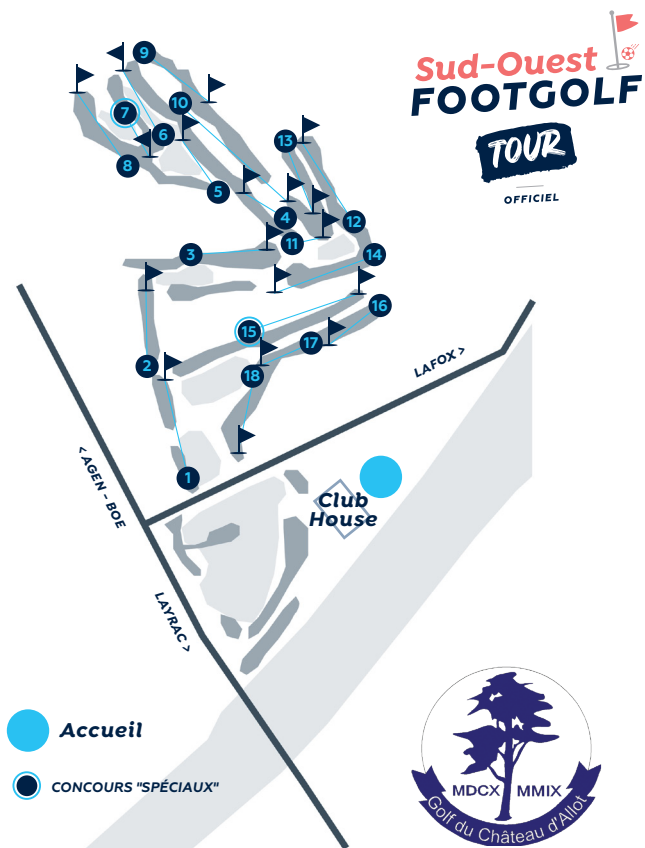 Sud-Ouest
FOOTGOLF
TOUR
OFFICIEL
9
10
7
6
13
8
5
4
12
11
3
14
16
15
17
2
18
LAFOX >
1
< AGEN - BOE
Club
House
LAYRAC >
Accueil
CONCOURS "SPÉCIAUX"
MDCX MMIX
Golf du Château d'Allot